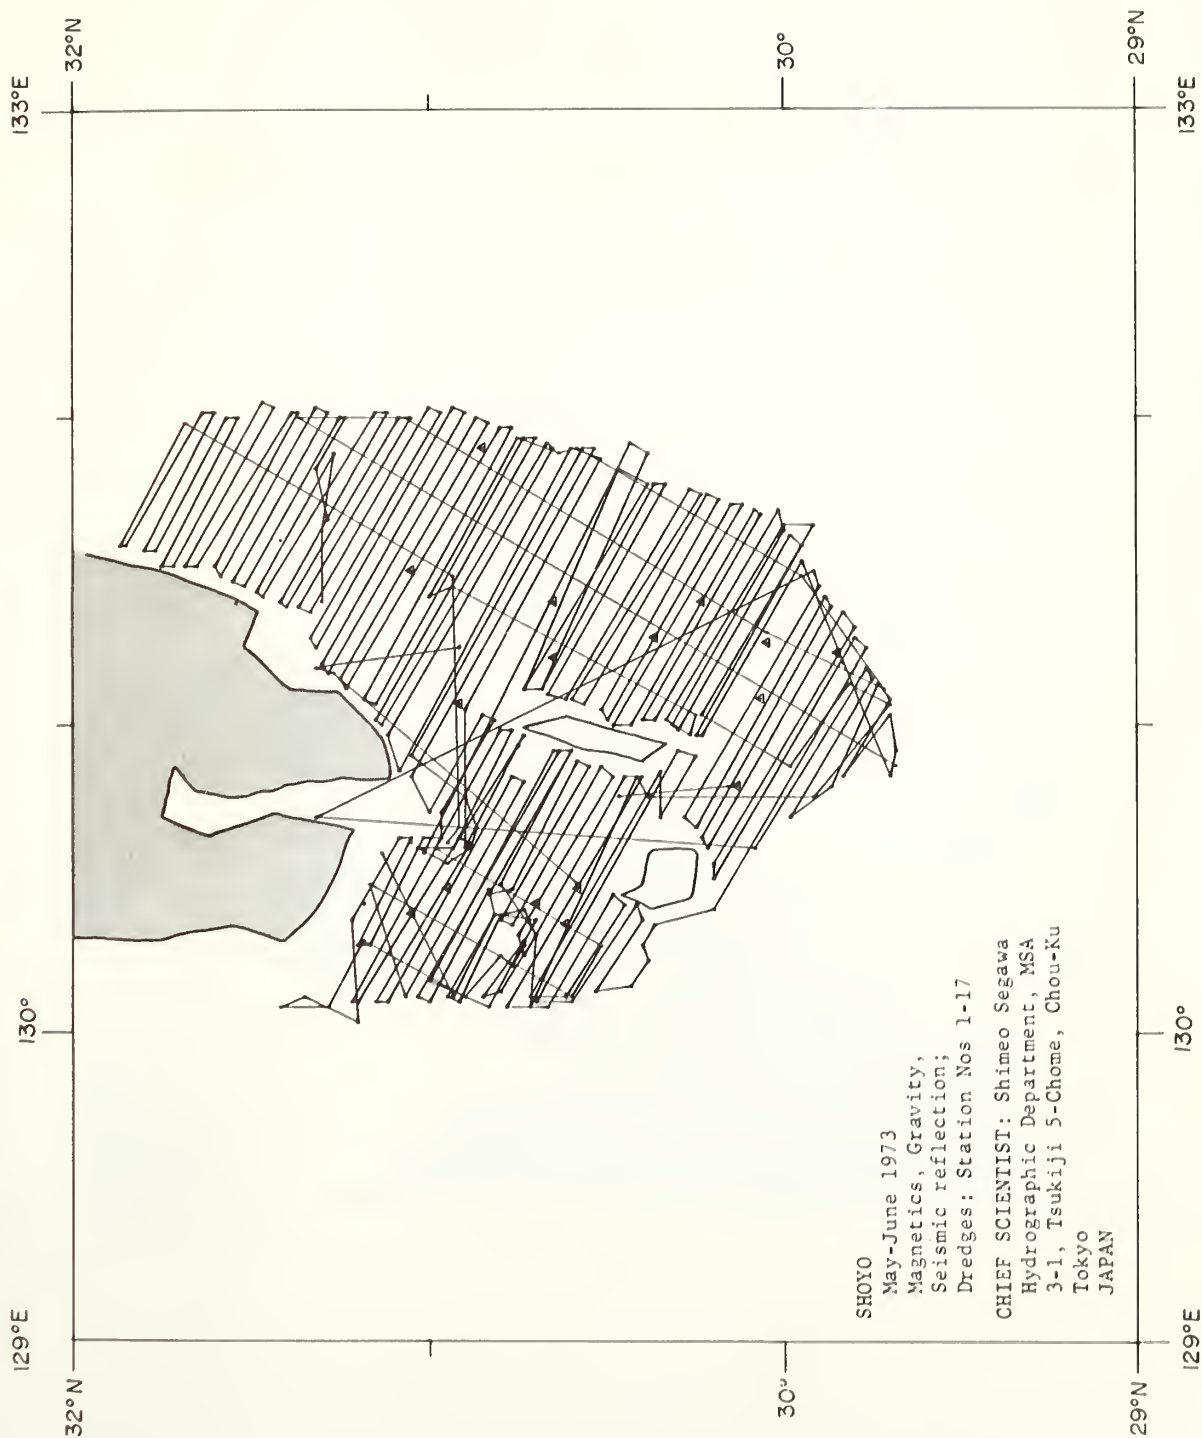 133°E
32°N
30°
29°N
133°E
130°
130°
129°E
32°N
30°
29°N
129°E
SHOYO
May-June 1973
Magnetics, Gravity,
Seismic reflection;
Dredges: Station Nos 1-17
CHIEF SCIENTIST: Shimeo Segawa
Hydrographic Department, MSA
3-1, Tsukiji 5-Chome, Chou-Ku
Tokyo
JAPAN